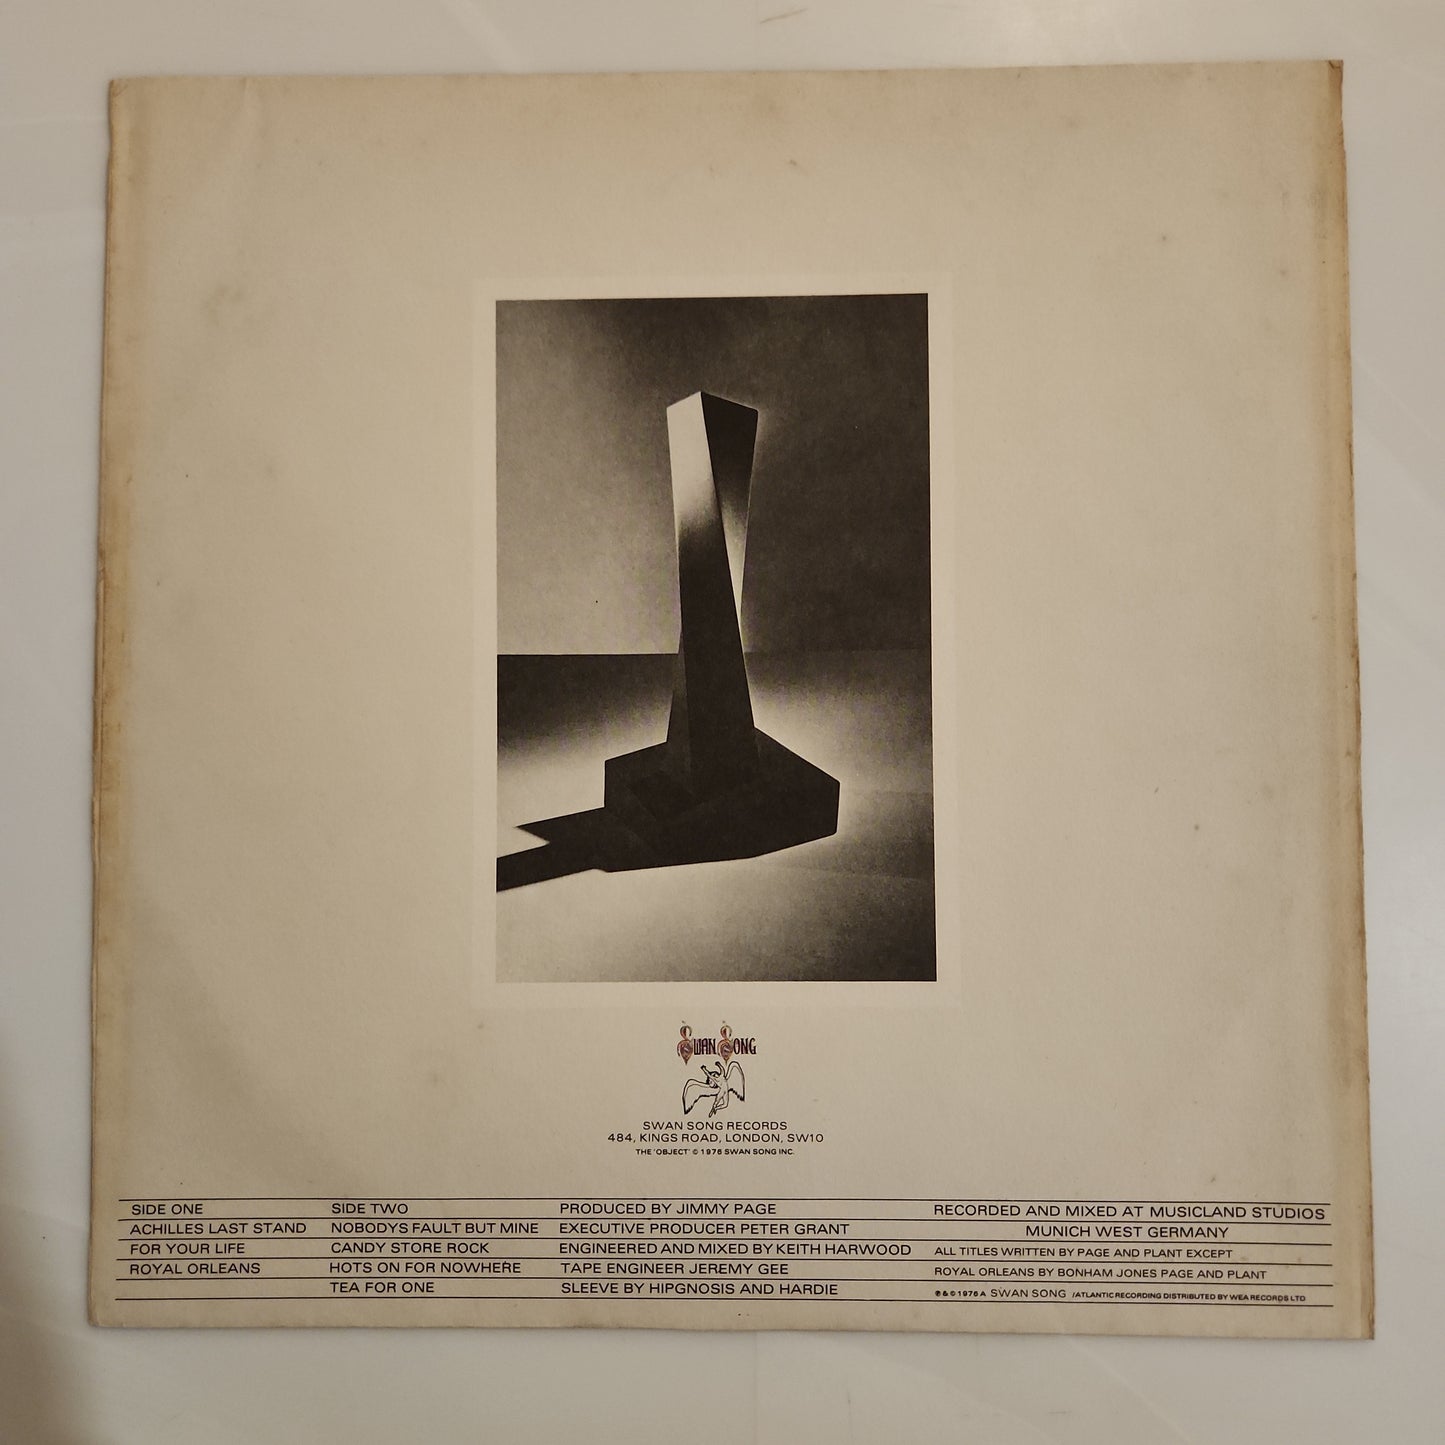 SWAN SONG
SWAN SONG RECORDS
484, KINGS ROAD, LONDON, SW10
THE 'OBJECT' © 1976 SWAN SONG INC.
SIDE ONE
ACHILLES LAST STAND
FOR YOUR LIFE
ROYAL ORLEANS
SIDE TWO
NOBODYS FAULT BUT MINE
CANDY STORE ROCK
HOTS ON FOR NOWHERE
TEA FOR ONE
PRODUCED BY JIMMY PAGE
EXECUTIVE PRODUCER PETER GRANT
ENGINEERED AND MIXED BY KEITH HARWOOD
TAPE ENGINEER JEREMY GEE
SLEEVE BY HIPGNOSIS AND HARDIE
RECORDED AND MIXED AT MUSICLAND STUDIOS
MUNICH WEST GERMANY
ALL TITLES WRITTEN BY PAGE AND PLANT EXCEPT
ROYAL ORLEANS BY BONHAM JONES PAGE AND PLANT
℗ & © 1976 A SWAN SONG /ATLANTIC RECORDING DISTRIBUTED BY WEA RECORDS LTD